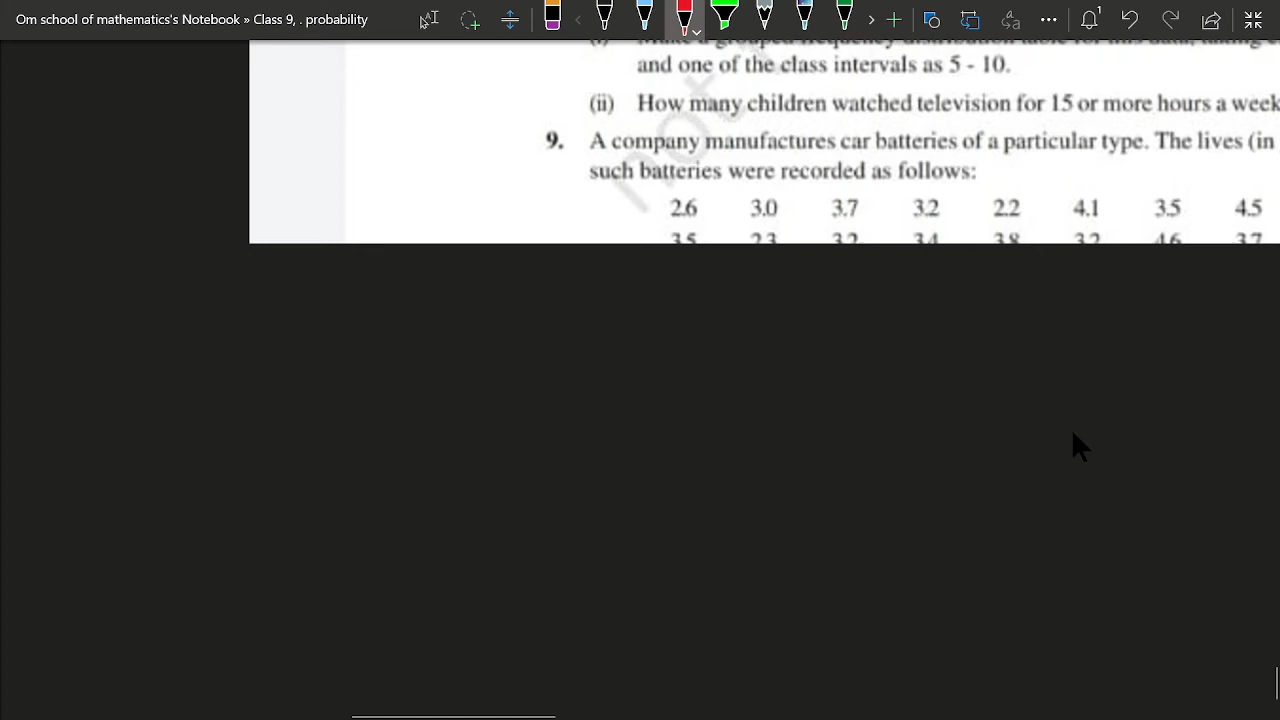 Om school of mathematics's Notebook » Class 9, . probability
and one of the class intervals as 5 - 10.
(ii) How many children watched television for 15 or more hours a week
9. A company manufactures car batteries of a particular type. The lives (in
such batteries were recorded as follows:
2.6 3.0 3.7 3.2 2.2 4.1 3.5 4.5
not